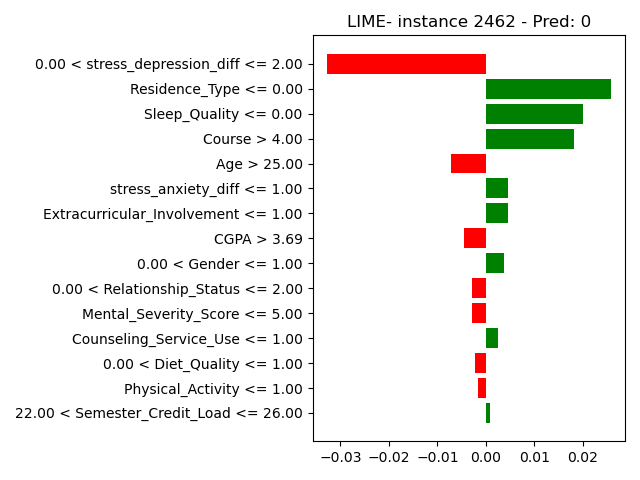 LIME- instance 2462 - Pred: 0
0.00 < stress_depression_diff <= 2.00
Residence_Type <= 0.00
Sleep_Quality <= 0.00
Course > 4.00
Age > 25.00
stress_anxiety_diff <= 1.00
Extracurricular_Involvement <= 1.00
CGPA > 3.69
0.00 < Gender <= 1.00
0.00 < Relationship_Status <= 2.00
Mental_Severity_Score <= 5.00
Counseling_Service_Use <= 1.00
0.00 < Diet_Quality <= 1.00
Physical_Activity <= 1.00
22.00 < Semester_Credit_Load <= 26.00
−0.03 −0.02 −0.01 0.00 0.01 0.02